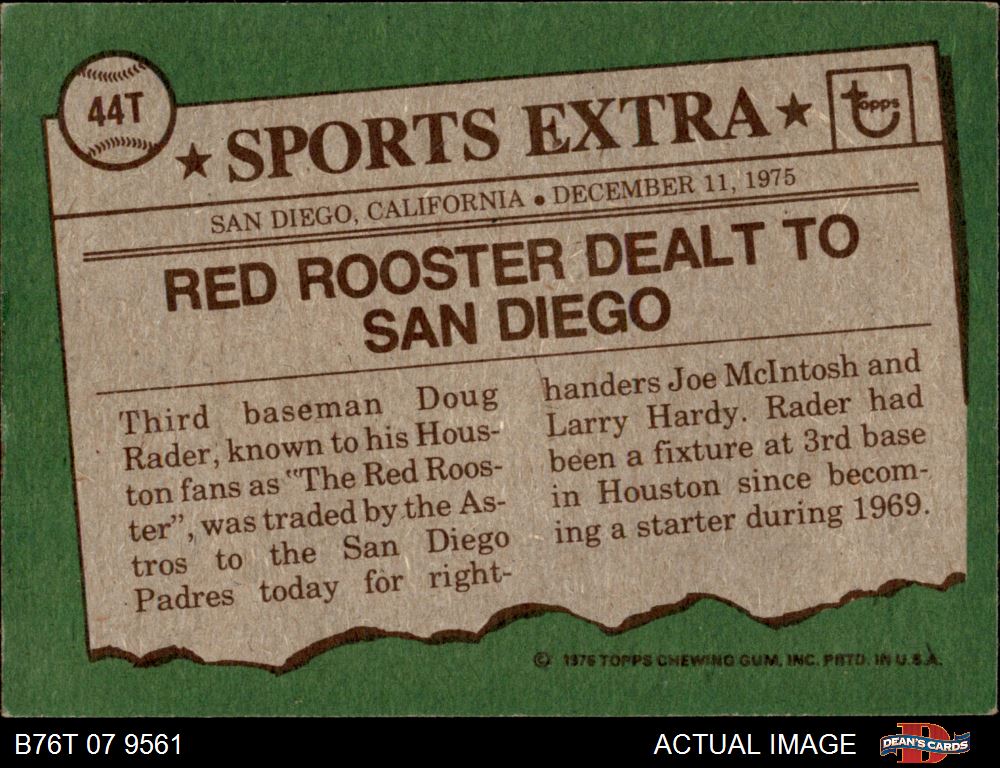 44T
★ SPORTS EXTRA ★
topps
SAN DIEGO, CALIFORNIA • DECEMBER 11, 1975
RED ROOSTER DEALT TO
SAN DIEGO
Third baseman Doug
Rader, known to his Hous-
ton fans as "The Red Roos-
ter", was traded by the As-
tros to the San Diego
Padres today for right-
handers Joe McIntosh and
Larry Hardy. Rader had
been a fixture at 3rd base
in Houston since becom-
ing a starter during 1969.
© 1976 TOPPS CHEWING GUM, INC. PRTD. IN U.S.A.
B76T 07 9561
ACTUAL IMAGE
DEAN'S CARDS